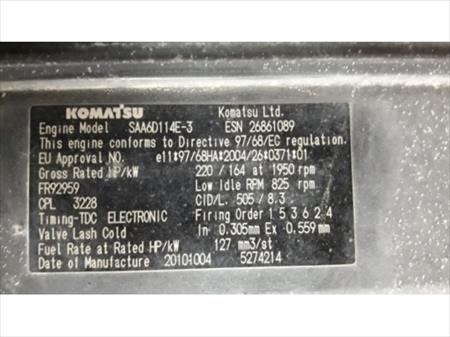 KOMATSU Komatsu Ltd.
Engine Model SAA6D114E-3 ESN 26861089
This engine conforms to Directive 97/68/EC regulation.
EU Approval NO. e11*97/68HA*2004/26*0371*01
Gross Rated HP/kW 220 / 164 at 1950 rpm
FR92959 Low Idle RPM 825 rpm
CPL 3228 CID/L. 505 / 8.3
Timing-TDC ELECTRONIC Firing Order 1 5 3 6 2 4
Valve Lash Cold In 0.305mm Ex 0.559mm
Fuel Rate at Rated HP/kW 127 mm3/st
Date of Manufacture 20101004 5274214